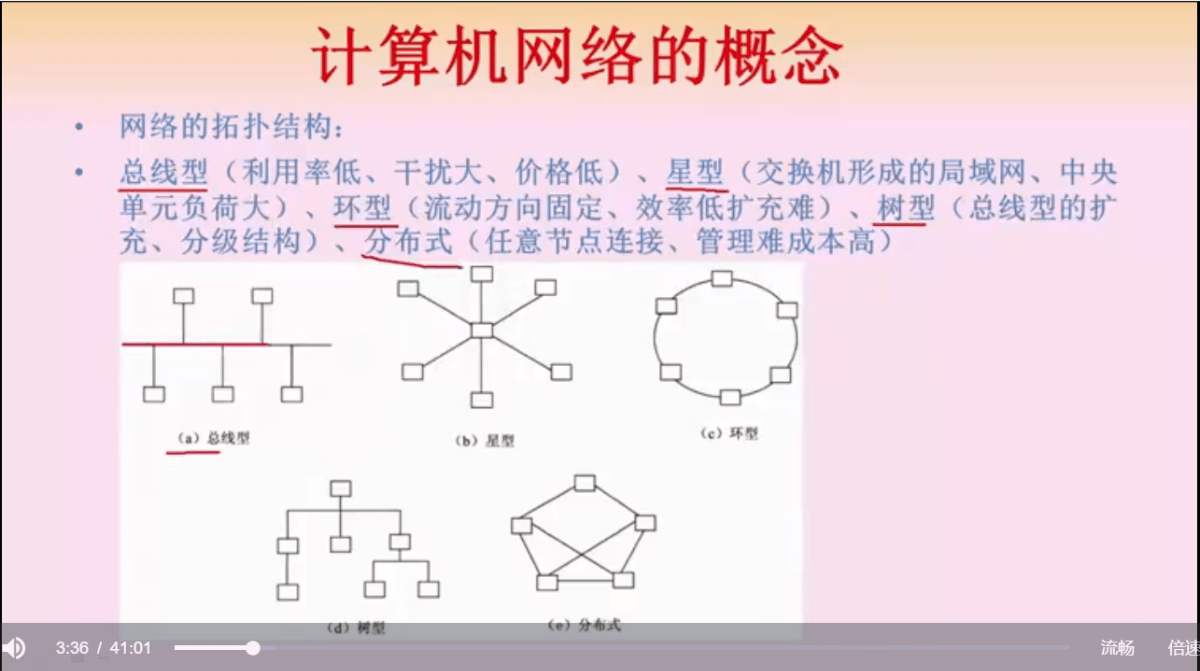 计算机网络的概念
• 网络的拓扑结构：
• 总线型（利用率低、干扰大、价格低）、星型（交换机形成的局域网、中央
单元负荷大）、环型（流动方向固定、效率低扩充难）、树型（总线型的扩
充、分级结构）、分布式（任意节点连接、管理难成本高）
（a）总线型
（b）星型
（c）环型
（d）树型
（e）分布式
3:36 / 41:01
流畅
倍速